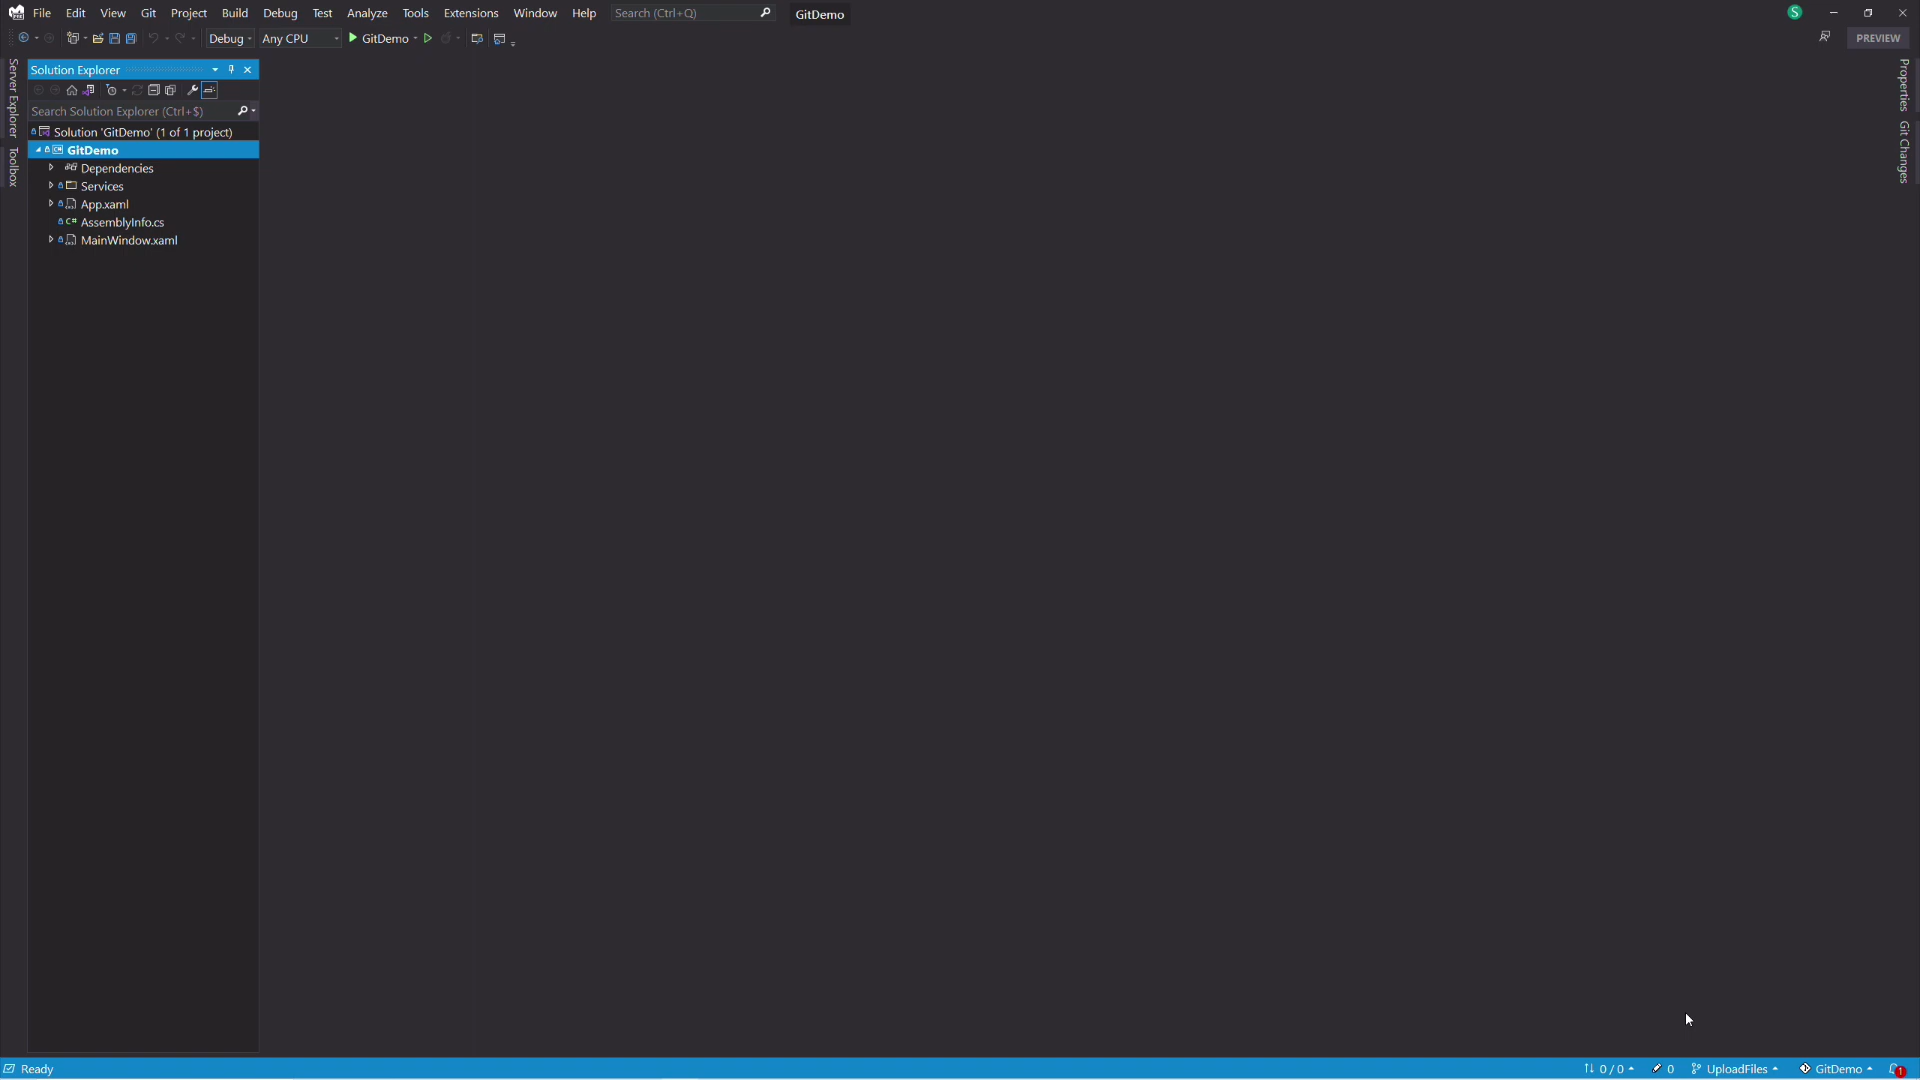 File Edit View Git Project Build Debug Test Analyze Tools Extensions Window Help Search (Ctrl+Q) GitDemo S
Debug Any CPU GitDemo PREVIEW
Server Explorer
Toolbox
Solution Explorer
Search Solution Explorer (Ctrl+$)
Solution 'GitDemo' (1 of 1 project)
C# GitDemo
Dependencies
Services
App.xaml
C# AssemblyInfo.cs
MainWindow.xaml
Properties
Git Changes
Ready 0 / 0 0 UploadFiles GitDemo 1